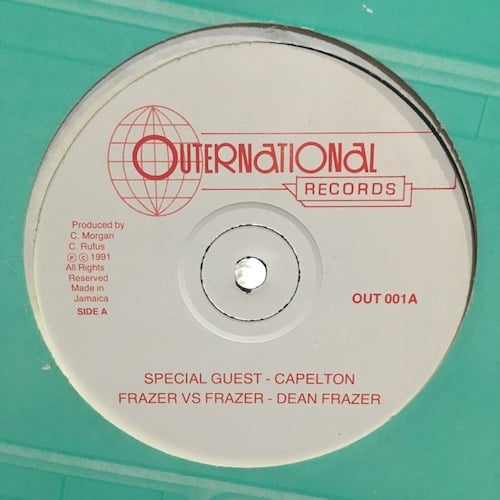 OUTERNATIONAL
RECORDS
Produced by
C. Morgan
C. Rufus
℗ © 1991
All Rights
Reserved
Made in
Jamaica
SIDE A
OUT 001A
SPECIAL GUEST - CAPELTON
FRAZER VS FRAZER - DEAN FRAZER